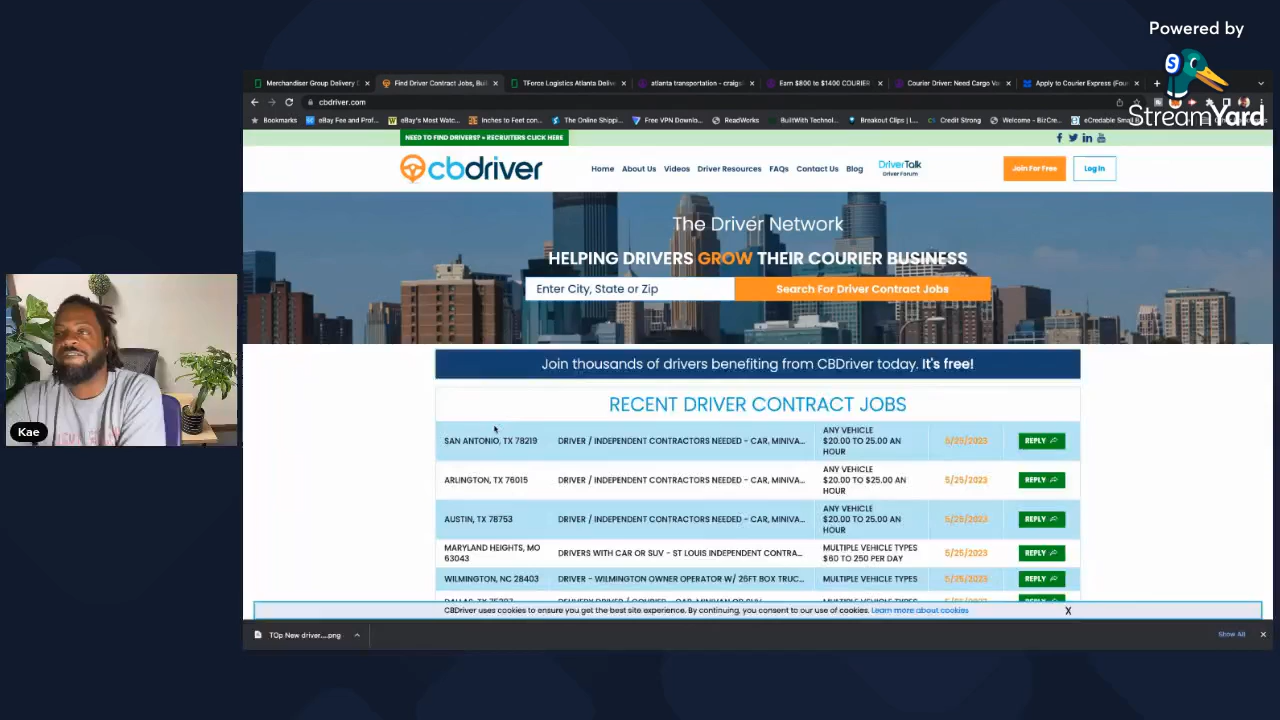 Powered by
S
StreamYard
Merchandiser Group Delivery D
Find Driver Contract Jobs, Bui
TForce Logistics Atlanta Delive
atlanta transportation - craigs
Earn $800 to $1400 COURIER
Courier Driver: Need Cargo Va
Apply to Courier Express (Four
cbdriver.com
Bookmarks
eBay Fee and Prof...
eBay's Most Watc...
Inches to Feet con...
The Online Shippi...
Free VPN Downlo...
ReadWorks
BuiltWith Technol...
Breakout Clips | L...
Credit Strong
Welcome - BizCre...
eCredable
NEED TO FIND DRIVERS? » RECRUITERS CLICK HERE
cbdriver
Home About Us Videos Driver Resources FAQs Contact Us Blog
DriverTalk
Driver Forum
Join For Free
Log In
The Driver Network
HELPING DRIVERS GROW THEIR COURIER BUSINESS
Enter City, State or Zip
Search For Driver Contract Jobs
Join thousands of drivers benefiting from CBDriver today. It's free!
RECENT DRIVER CONTRACT JOBS
SAN ANTONIO, TX 78219 DRIVER / INDEPENDENT CONTRACTORS NEEDED - CAR, MINIVA... ANY VEHICLE
$20.00 TO 25.00 AN
HOUR
5/25/2023 REPLY
ARLINGTON, TX 76015 DRIVER / INDEPENDENT CONTRACTORS NEEDED - CAR, MINIVA... ANY VEHICLE
$20.00 TO $25.00 AN
HOUR
5/25/2023 REPLY
AUSTIN, TX 78753 DRIVER / INDEPENDENT CONTRACTORS NEEDED - CAR, MINIVA... ANY VEHICLE
$20.00 TO 25.00 AN
HOUR
5/25/2023 REPLY
MARYLAND HEIGHTS, MO
63043
DRIVERS WITH CAR OR SUV - ST LOUIS INDEPENDENT CONTRA... MULTIPLE VEHICLE TYPES
$60 TO 250 PER DAY
5/25/2023 REPLY
WILMINGTON, NC 28403 DRIVER - WILMINGTON OWNER OPERATOR W/ 26FT BOX TRUC... MULTIPLE VEHICLE TYPES 5/25/2023 REPLY
CBDriver uses cookies to ensure you get the best site experience. By continuing, you consent to our use of cookies. Learn more about cookies X
TOp New driver....png
Show All
Kae